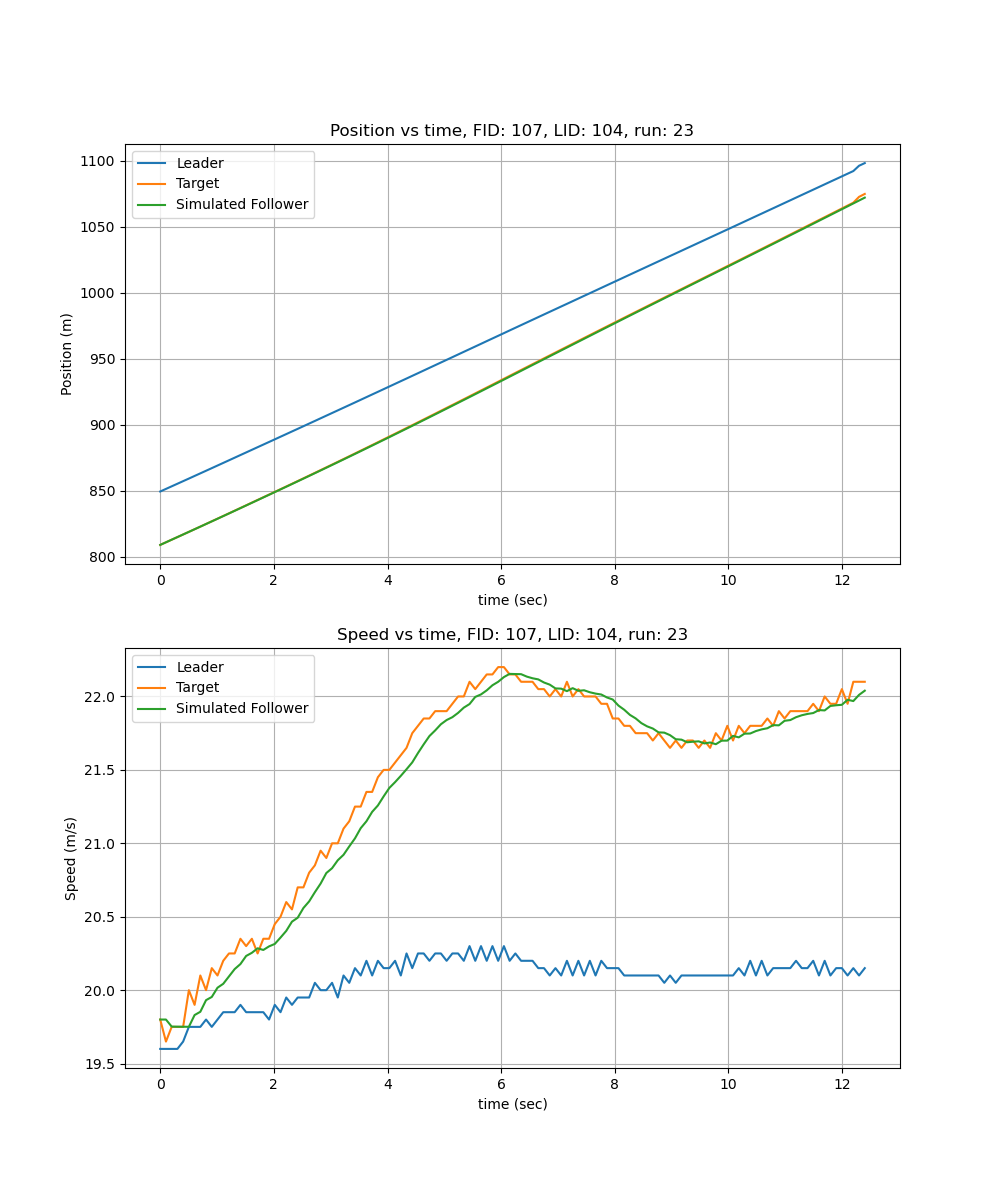 Position vs time, FID: 107, LID: 104, run: 23
Leader
Target
Simulated Follower
1100
1050
1000
950
900
850
800
Position (m)
0 2 4 6 8 10 12
time (sec)
Speed vs time, FID: 107, LID: 104, run: 23
Leader
Target
Simulated Follower
22.0
21.5
21.0
20.5
20.0
19.5
Speed (m/s)
0 2 4 6 8 10 12
time (sec)